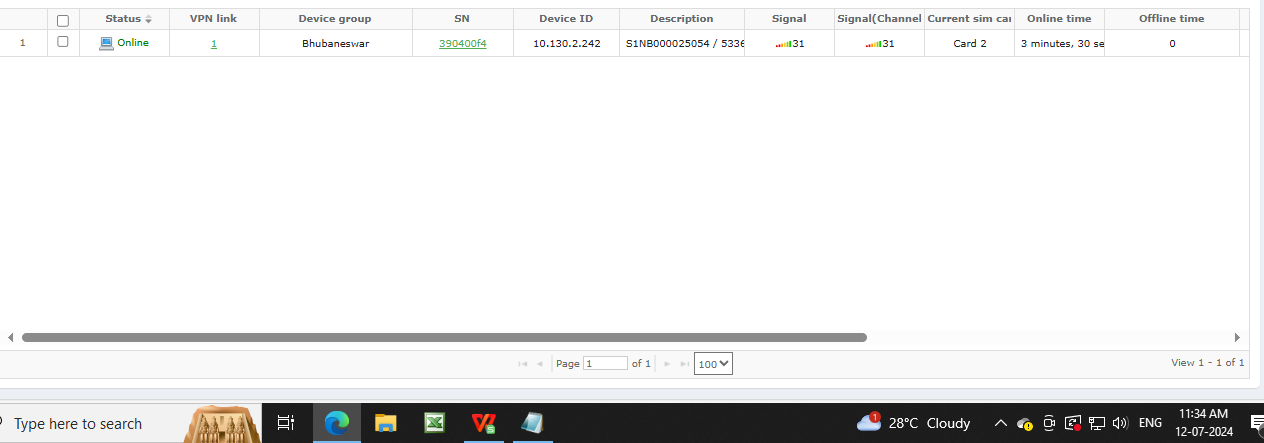 Status VPN link Device group SN Device ID Description Signal Signal(Channel Current sim car Online time Offline time
1 Online 1 Bhubaneswar 390400f4 10.130.2.242 S1NB000025054 / 5336 31 31 Card 2 3 minutes, 30 se 0
Page 1 of 1 100 View 1 - 1 of 1
Type here to search 1 28°C Cloudy ENG 11:34 AM
12-07-2024